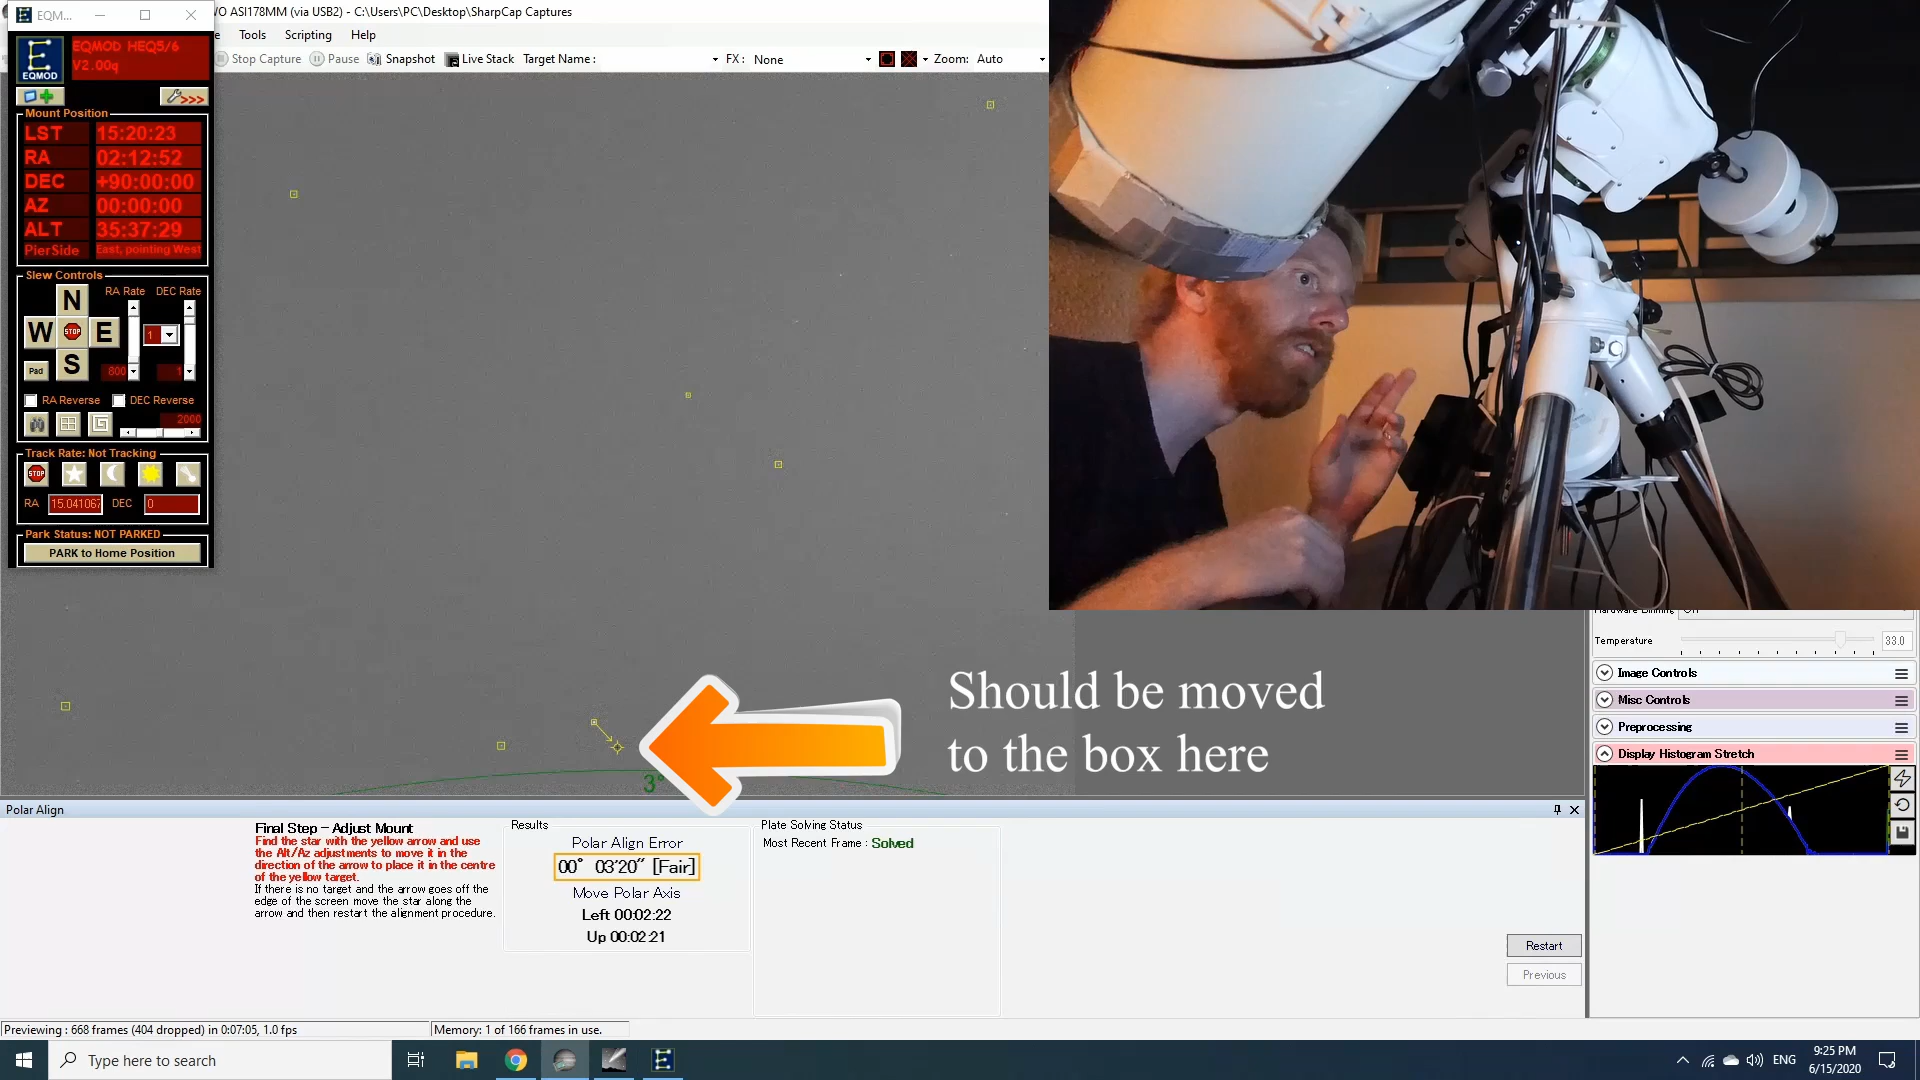 EQM...
WO ASI178MM (via USB2) - C:\Users\PC\Desktop\SharpCap Captures
Tools Scripting Help
Stop Capture Pause Snapshot Live Stack Target Name : FX : None Zoom: Auto
EQMOD
EQMOD HEQ5/6
V2.00q
>>>
Mount Position
LST 15:20:23
RA 02:12:52
DEC +90:00:00
AZ 00:00:00
ALT 35:37:29
PierSide East, pointing West
Slew Controls
RA Rate DEC Rate
N
W STOP E
S
1
Pad
800 1
RA Reverse DEC Reverse
2000
Track Rate: Not Tracking
STOP
RA 15.041067 DEC 0
Park Status: NOT PARKED
PARK to Home Position
ADM
Should be moved
to the box here
3°
Temperature 33.0
Image Controls
Misc Controls
Preprocessing
Display Histogram Stretch
Polar Align
Final Step - Adjust Mount
Find the star with the yellow arrow and use
the Alt/Az adjustments to move it in the
direction of the arrow to place it in the centre
of the yellow target.
If there is no target and the arrow goes off the
edge of the screen move the star along the
arrow and then restart the alignment procedure.
Results
Polar Align Error
00° 03'20" [Fair]
Move Polar Axis
Left 00:02:22
Up 00:02:21
Plate Solving Status
Most Recent Frame : Solved
Restart
Previous
Previewing : 668 frames (404 dropped) in 0:07:05, 1.0 fps
Memory: 1 of 166 frames in use.
Type here to search
ENG
9:25 PM
6/15/2020